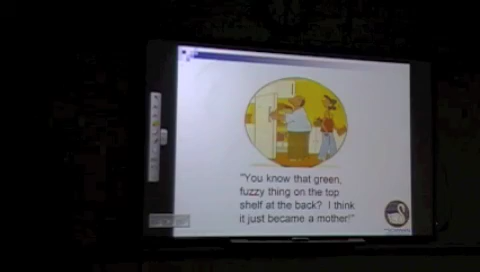 "You know that green,
fuzzy thing on the top
shelf at the back?  I think
it just became a mother!"